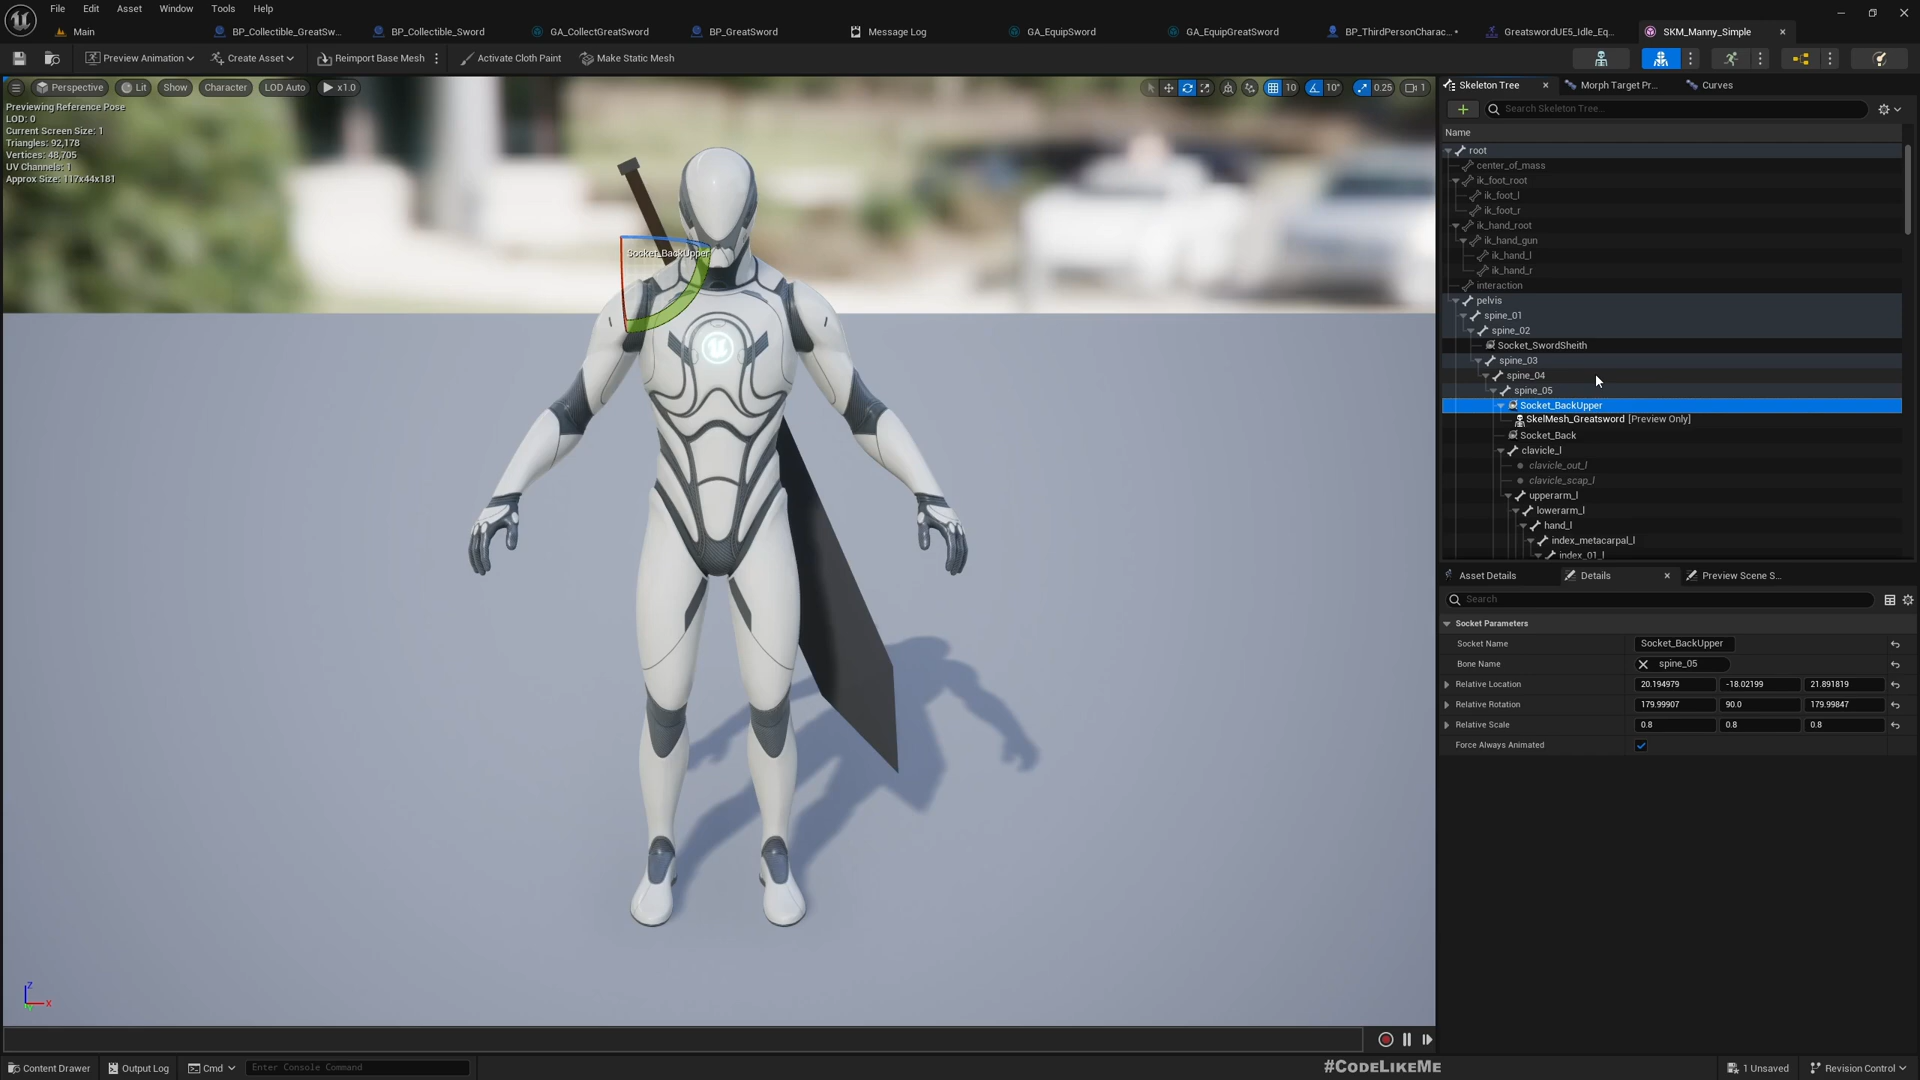 File Edit Asset Window Tools Help
Main BP_Collectible_GreatSw... BP_Collectible_Sword GA_CollectGreatSword BP_GreatSword Message Log GA_EquipSword GA_EquipGreatSword BP_ThirdPersonCharac...• GreatswordUE5_Idle_Eq... SKM_Manny_Simple
Preview Animation Create Asset Reimport Base Mesh Activate Cloth Paint Make Static Mesh
Perspective Lit Show Character LOD Auto x1.0 10 10° 0.25 1
Previewing Reference Pose
LOD: 0
Current Screen Size: 1
Triangles: 92,178
Vertices: 48,705
UV Channels: 1
Approx Size: 117x44x181
Socket_BackUpper
Z
X
Skeleton Tree Morph Target Pr... Curves
Search Skeleton Tree...
Name
root
center_of_mass
ik_foot_root
ik_foot_l
ik_foot_r
ik_hand_root
ik_hand_gun
ik_hand_l
ik_hand_r
interaction
pelvis
spine_01
spine_02
Socket_SwordSheith
spine_03
spine_04
spine_05
Socket_BackUpper
SkelMesh_Greatsword [Preview Only]
Socket_Back
clavicle_l
clavicle_out_l
clavicle_scap_l
upperarm_l
lowerarm_l
hand_l
index_metacarpal_l
index_01_l
Asset Details Details Preview Scene S...
Search
Socket Parameters
Socket Name Socket_BackUpper
Bone Name spine_05
Relative Location 20.194979 -18.02199 21.891819
Relative Rotation 179.99907 90.0 179.99847
Relative Scale 0.8 0.8 0.8
Force Always Animated
Content Drawer Output Log Cmd Enter Console Command #CodeLikeMe 1 Unsaved Revision Control